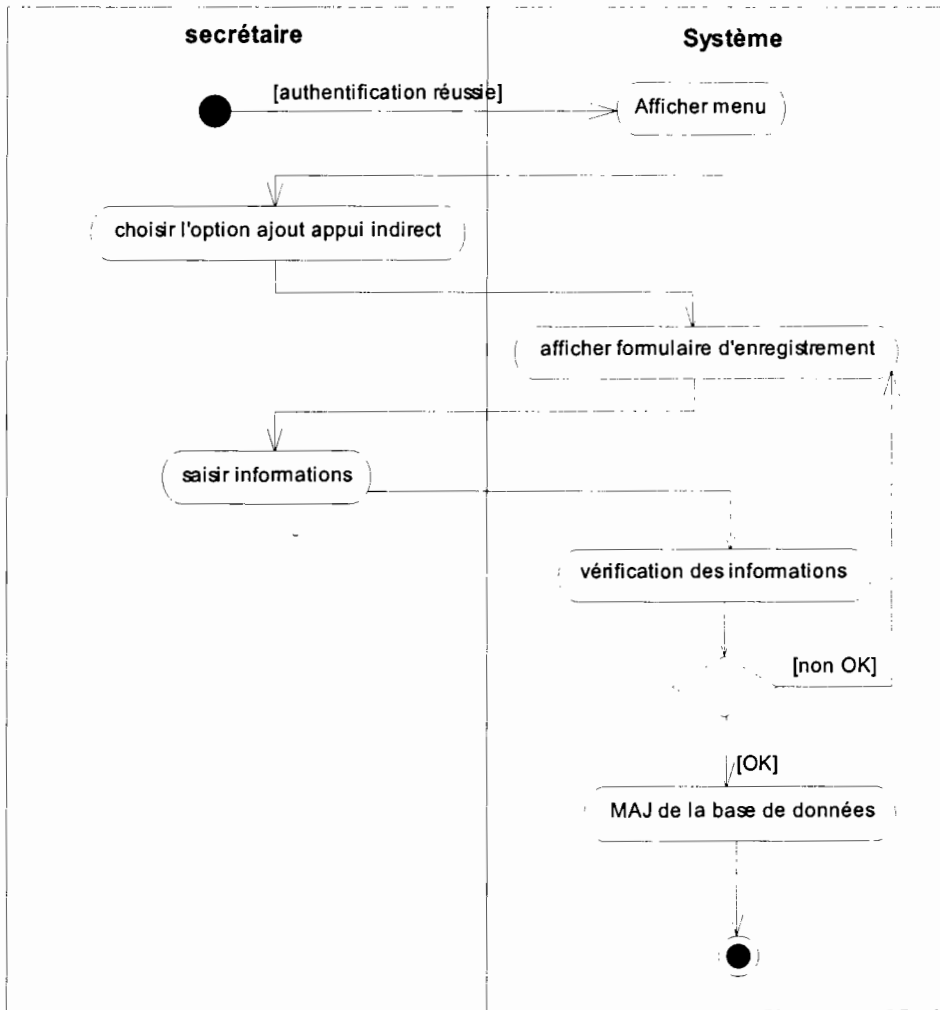 secrétaire
Système
[authentification réussie]
Afficher menu
choisir l'option ajout appui indirect
afficher formulaire d'enregistrement
saisir informations
vérification des informations
[non OK]
[OK]
MAJ de la base de données